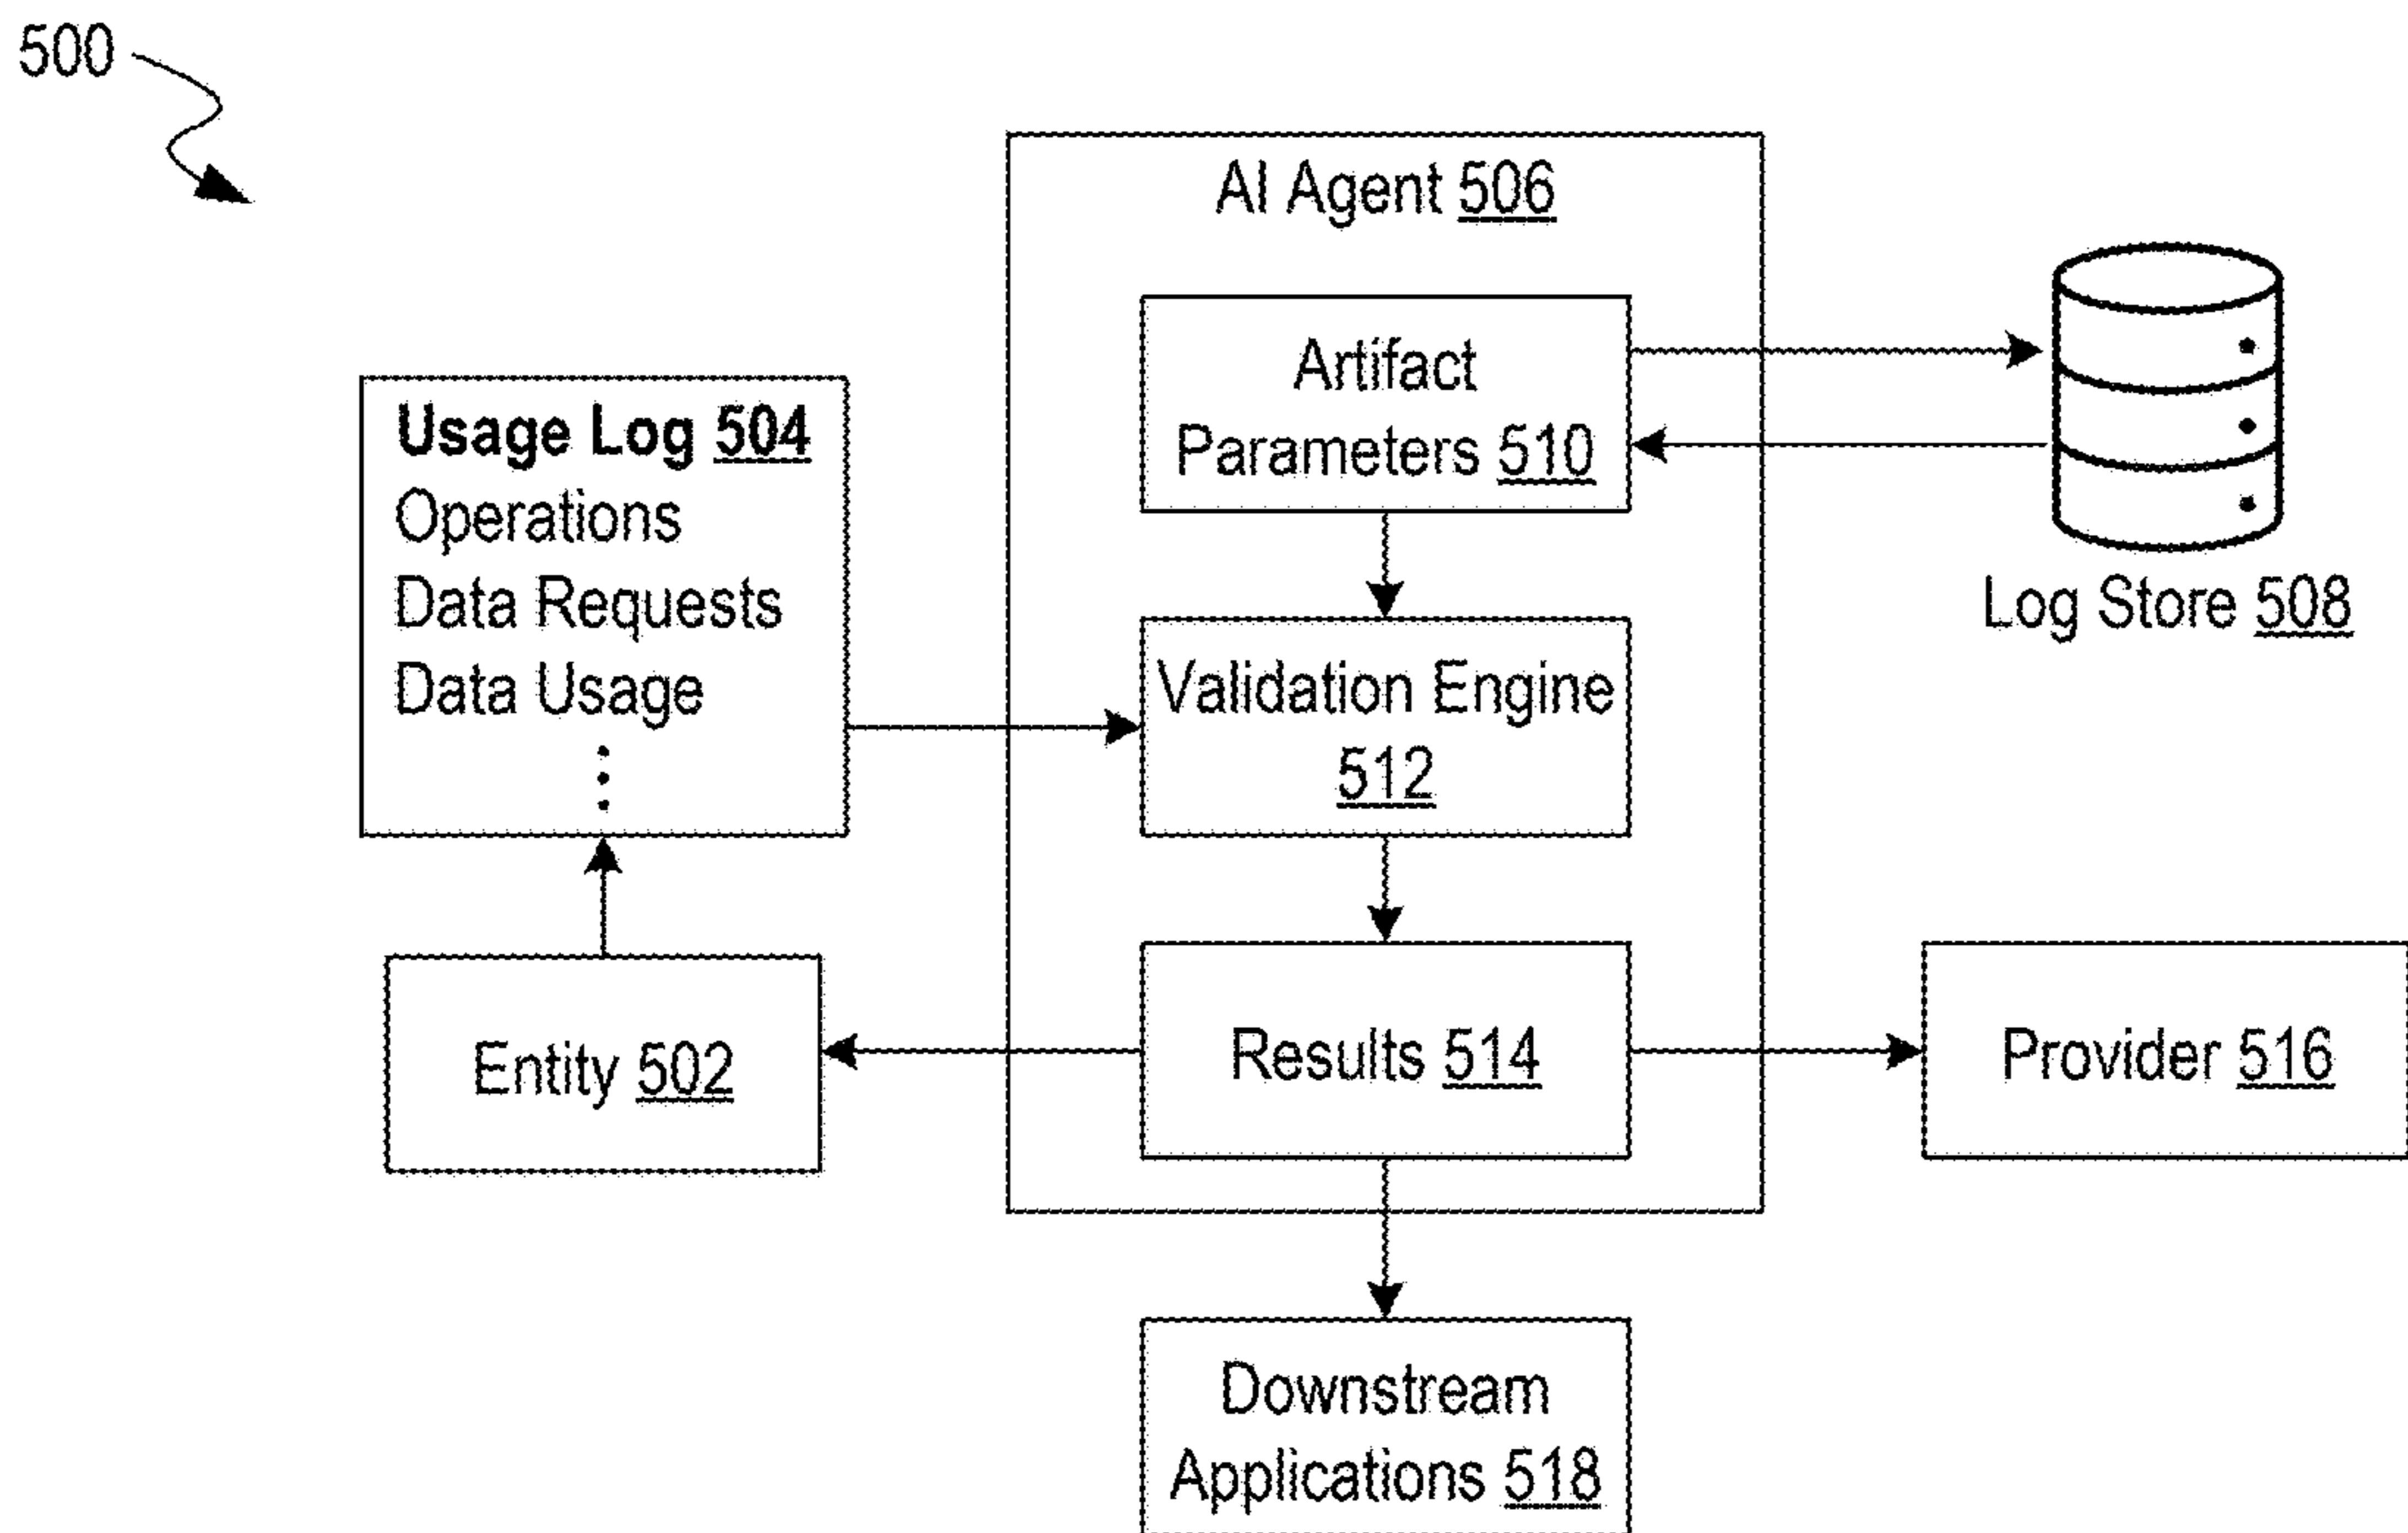 500
AI Agent 506
Artifact
Parameters 510
Usage Log 504
Operations
Data Requests
Data Usage
Log Store 508
Validation Engine
512
Entity 502
Results 514
Provider 516
Downstream
Applications 518